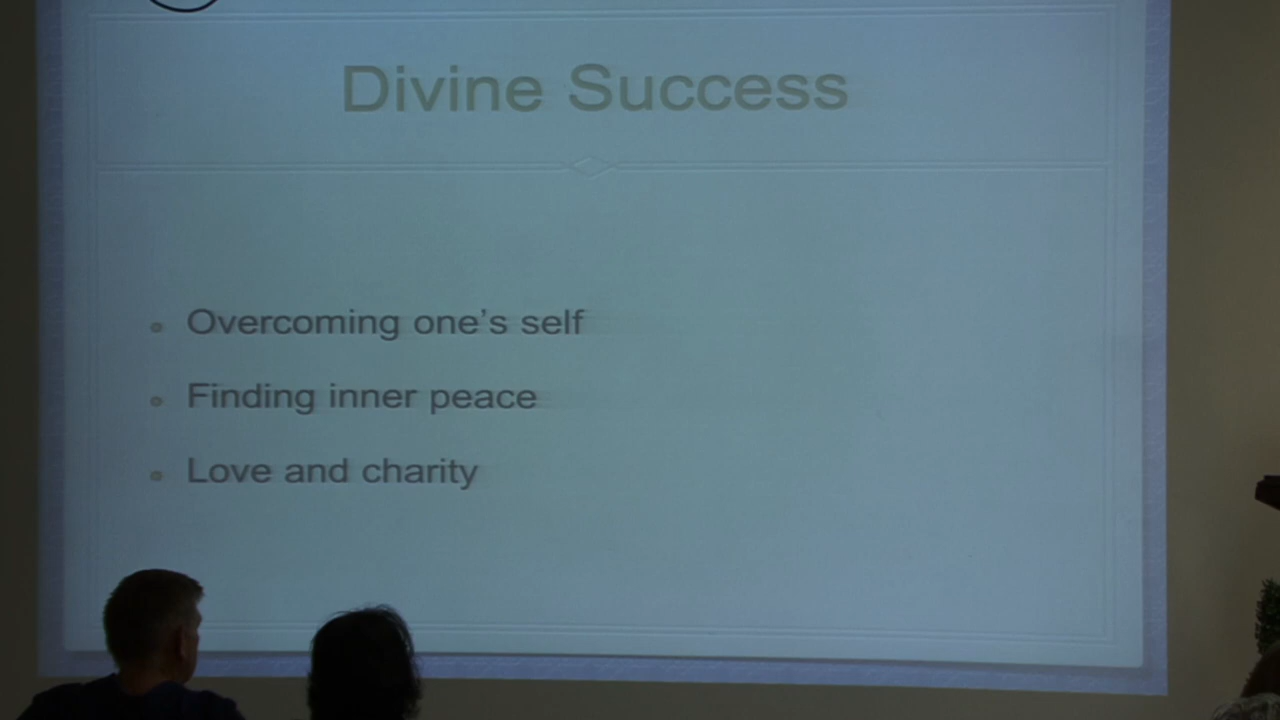 Divine Success
Overcoming one's self
Finding inner peace
Love and charity